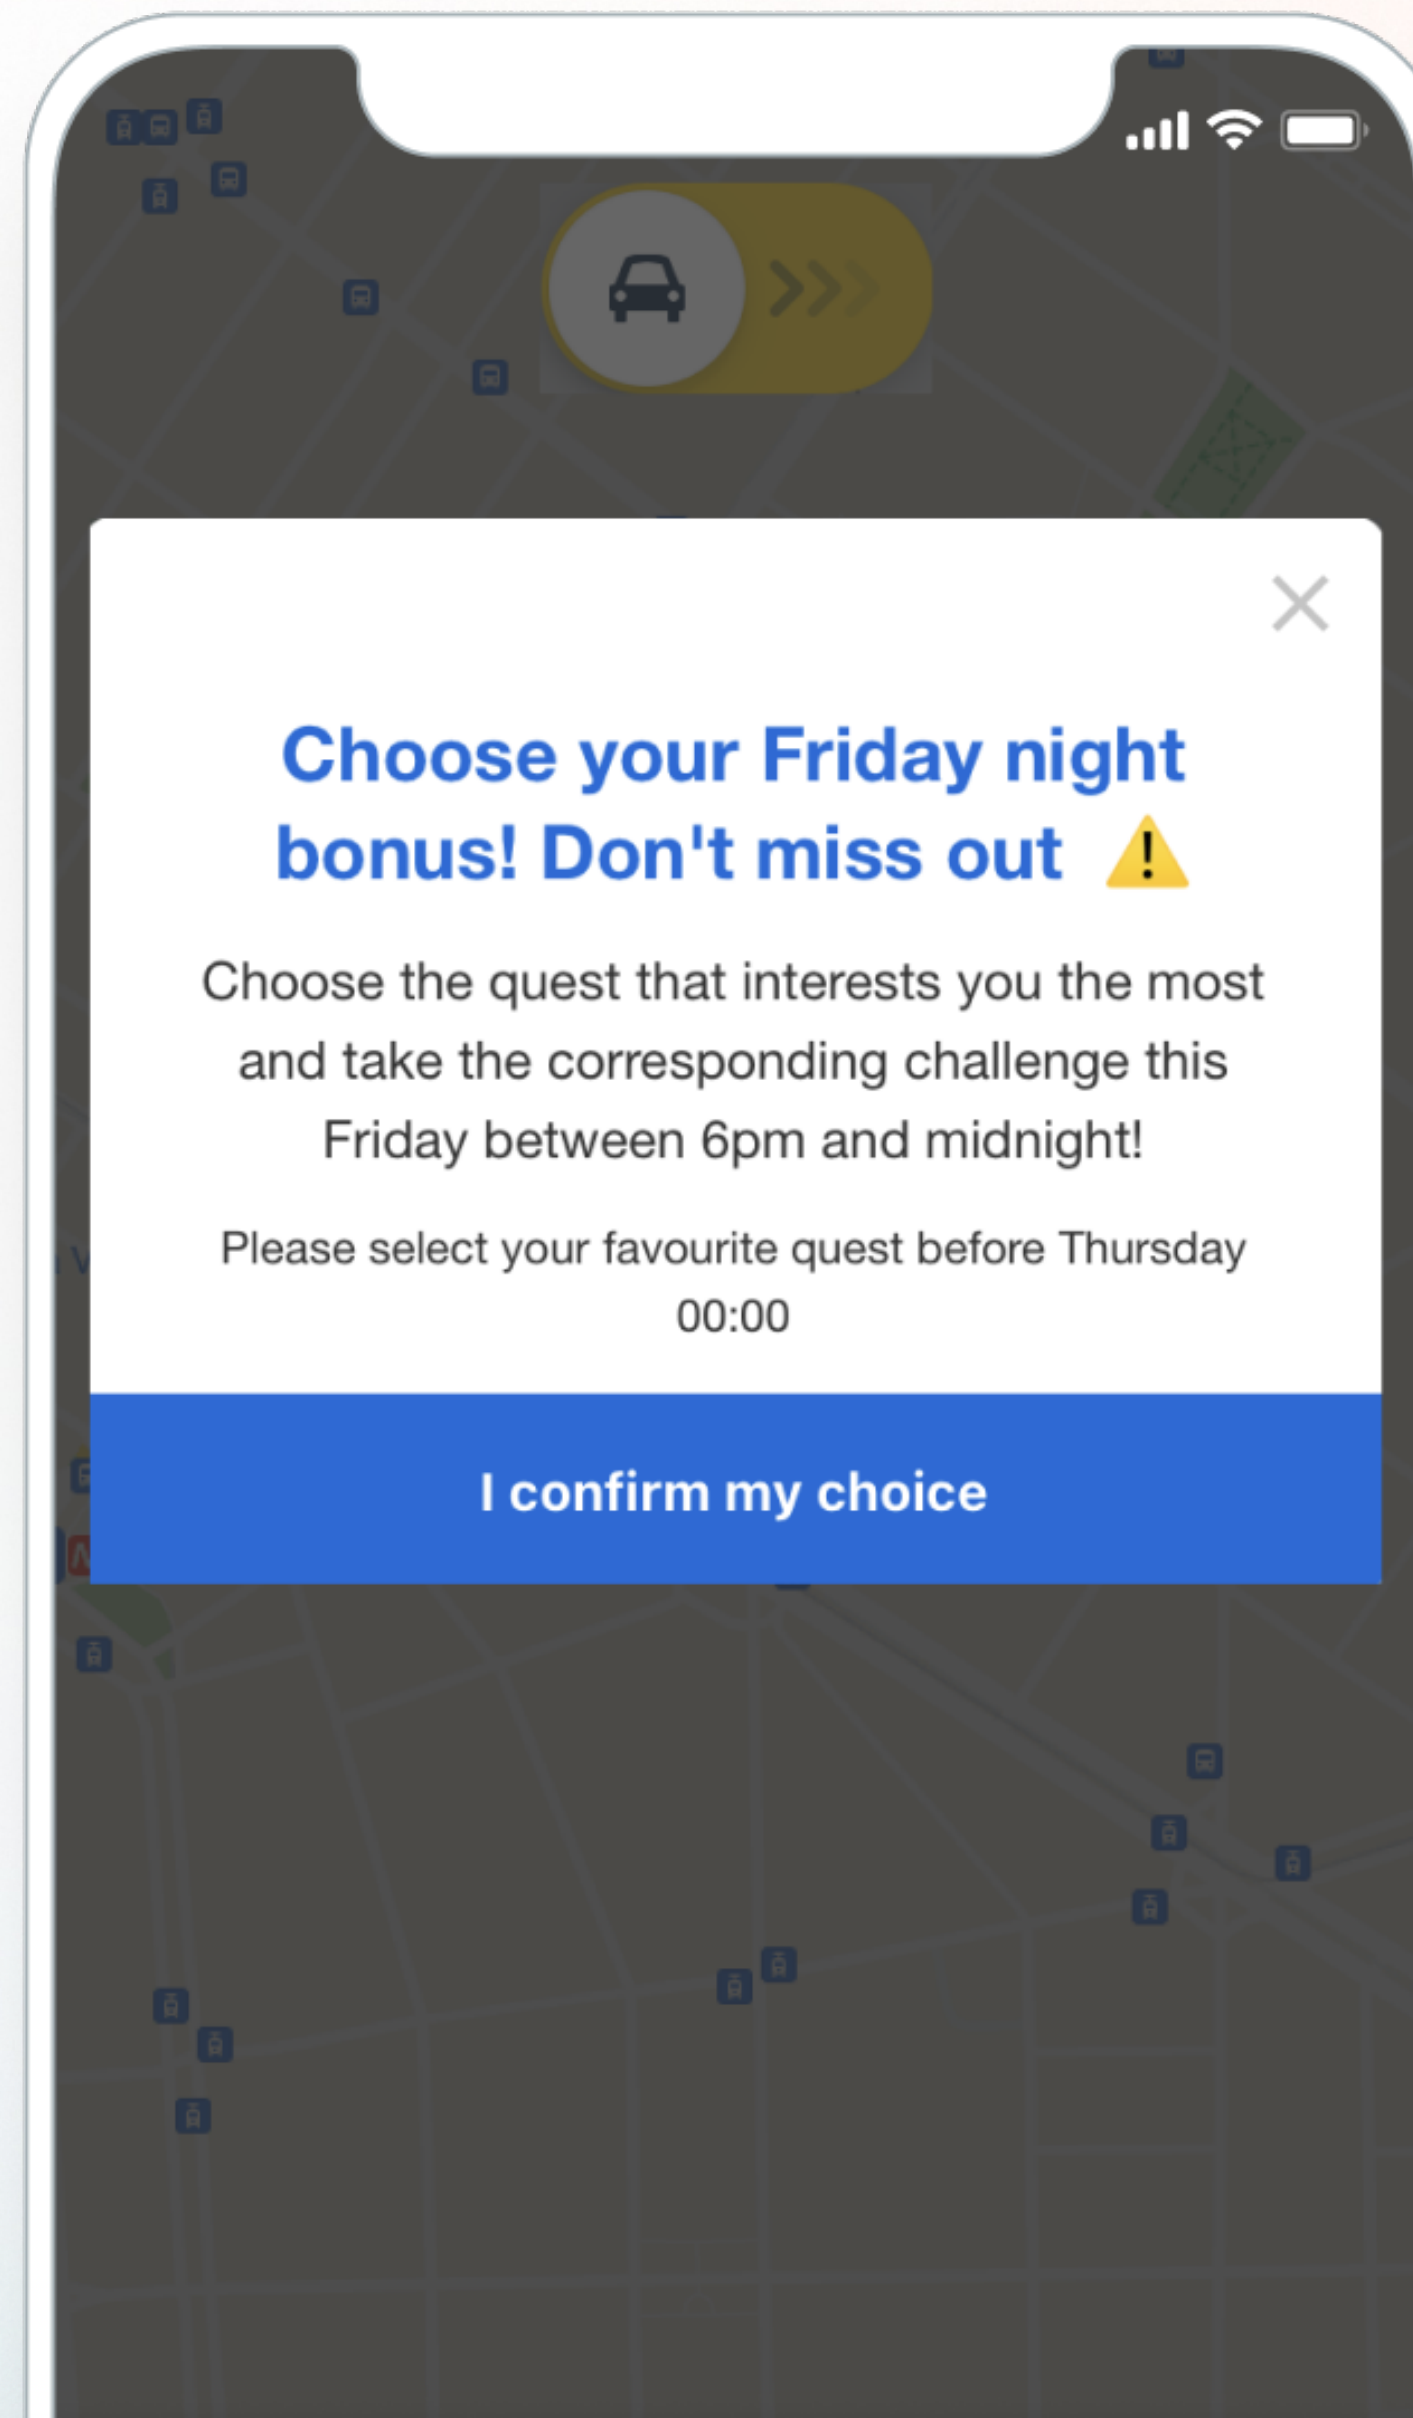 Choose your Friday night
bonus! Don't miss out ⚠️
Choose the quest that interests you the most
and take the corresponding challenge this
Friday between 6pm and midnight!
Please select your favourite quest before Thursday
00:00
I confirm my choice